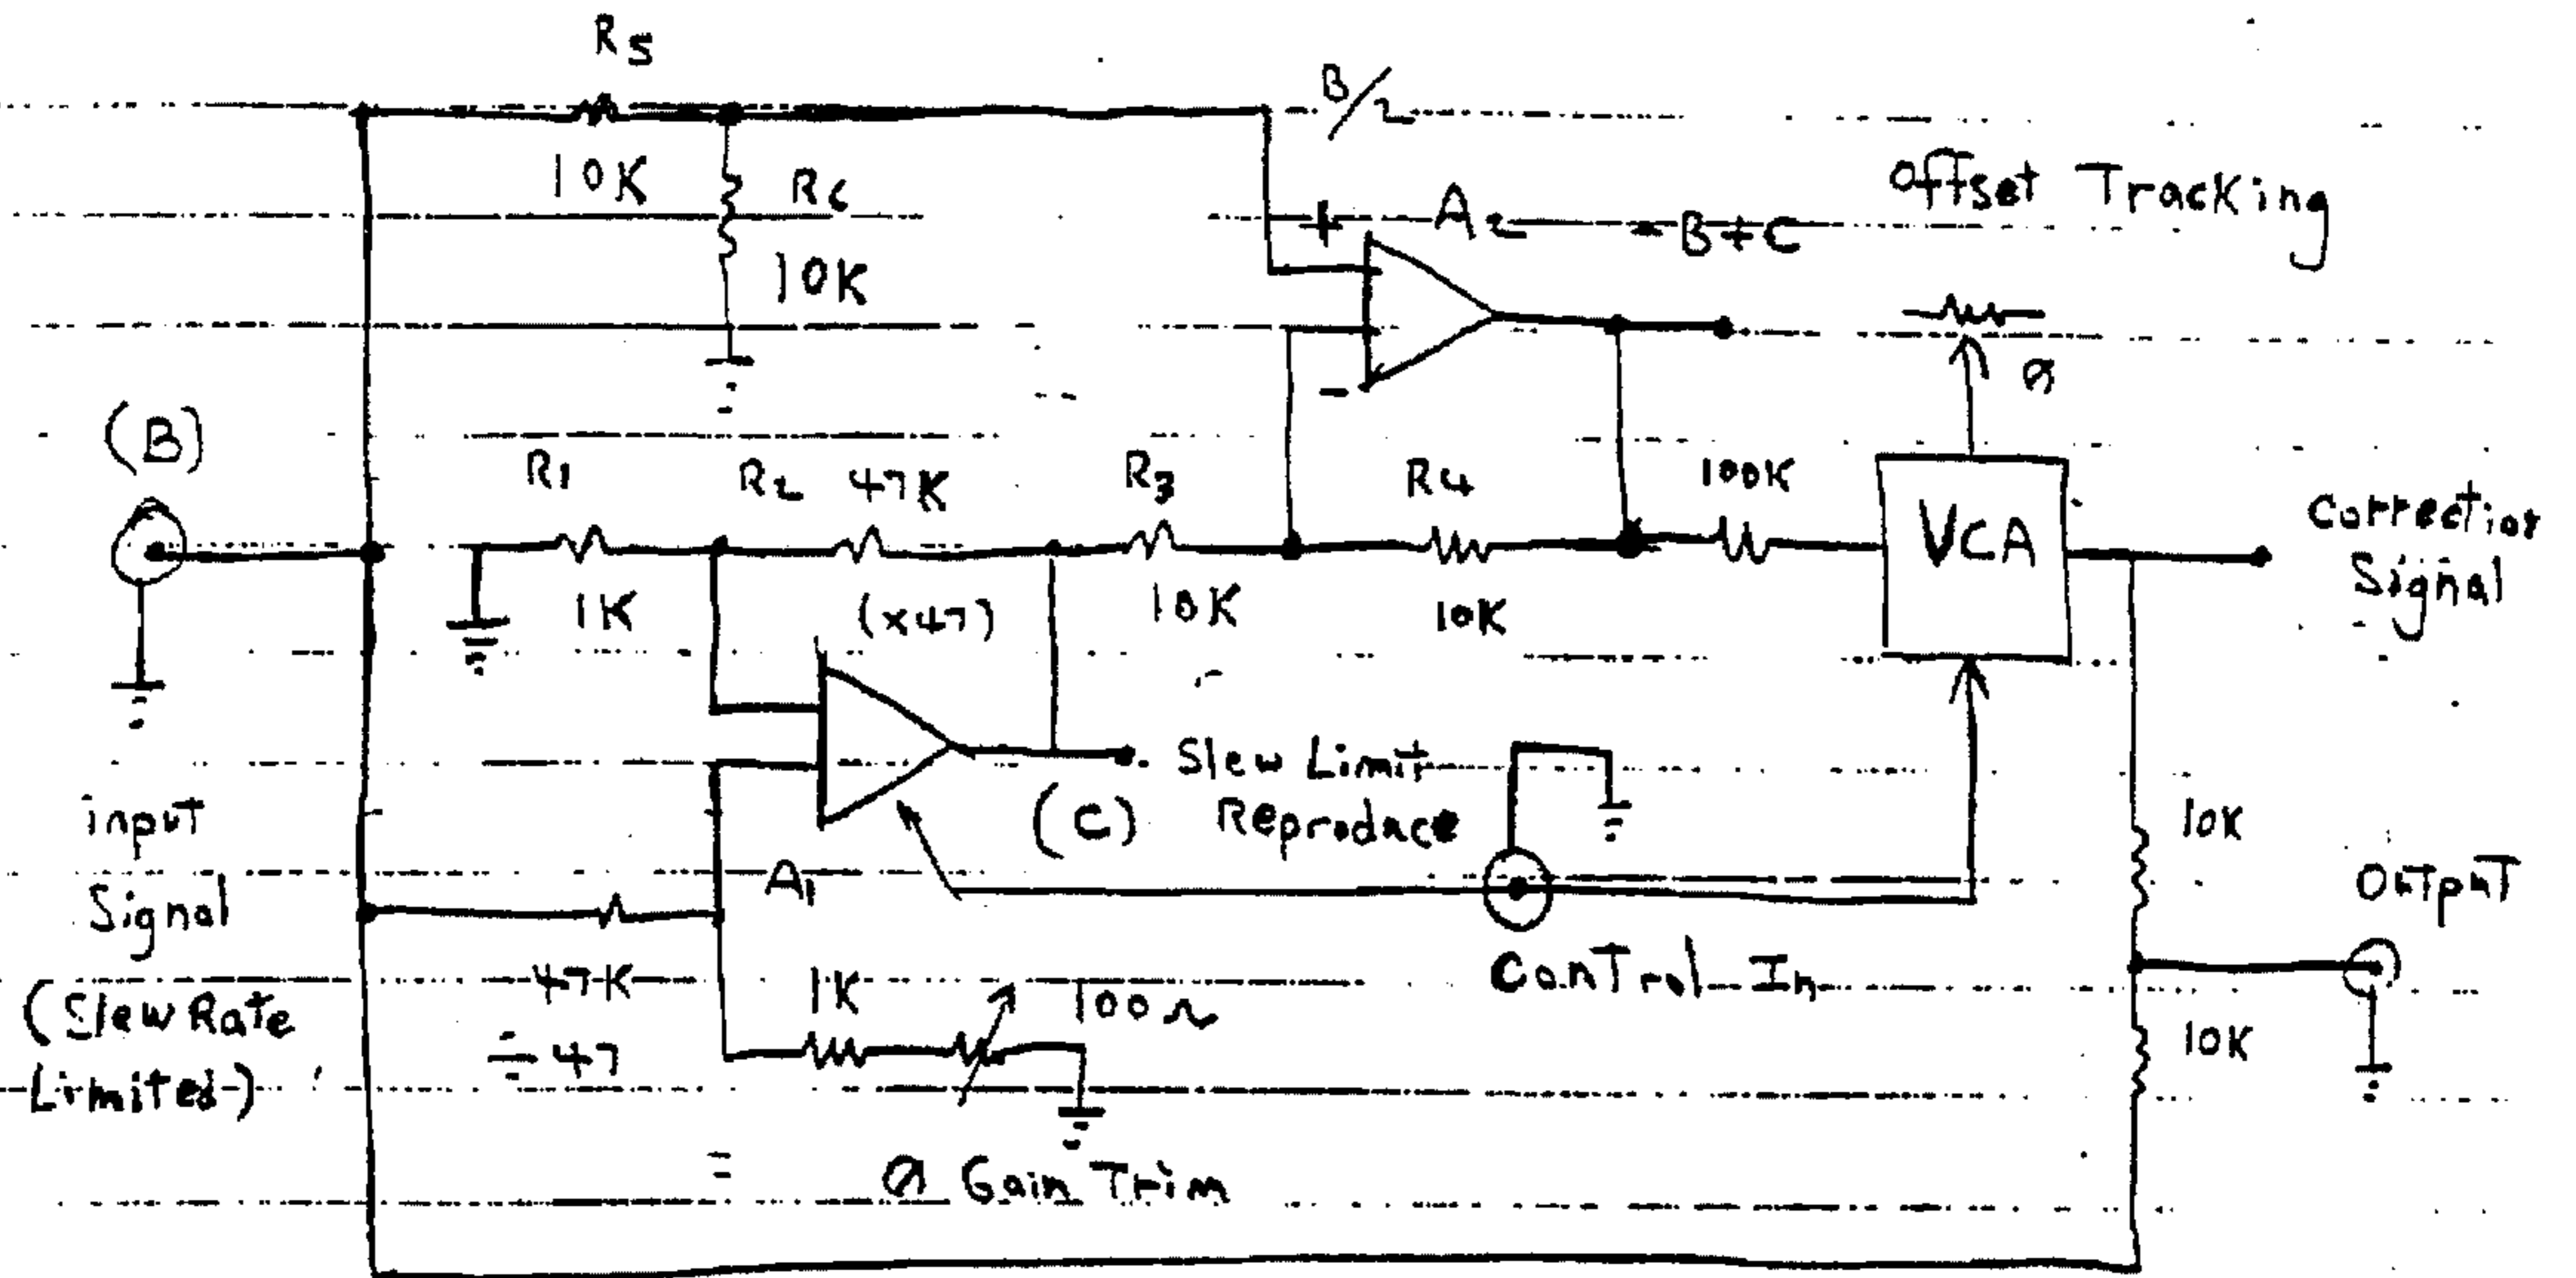 R5
10K
R6
10K
B/2
+
A2
-B+C
Offset Tracking
Ø
-
(B)
R1
R2 47K
R3
R4
100K
1K
(x47)
10K
10K
VCA
Correction
Signal
input
Signal
(Slew Rate
Limited)
A1
(C)
Slew Limit
Reproduce
Control In
10K
Output
10K
47K
÷ 47
1K
100Ω
Ø Gain Trim